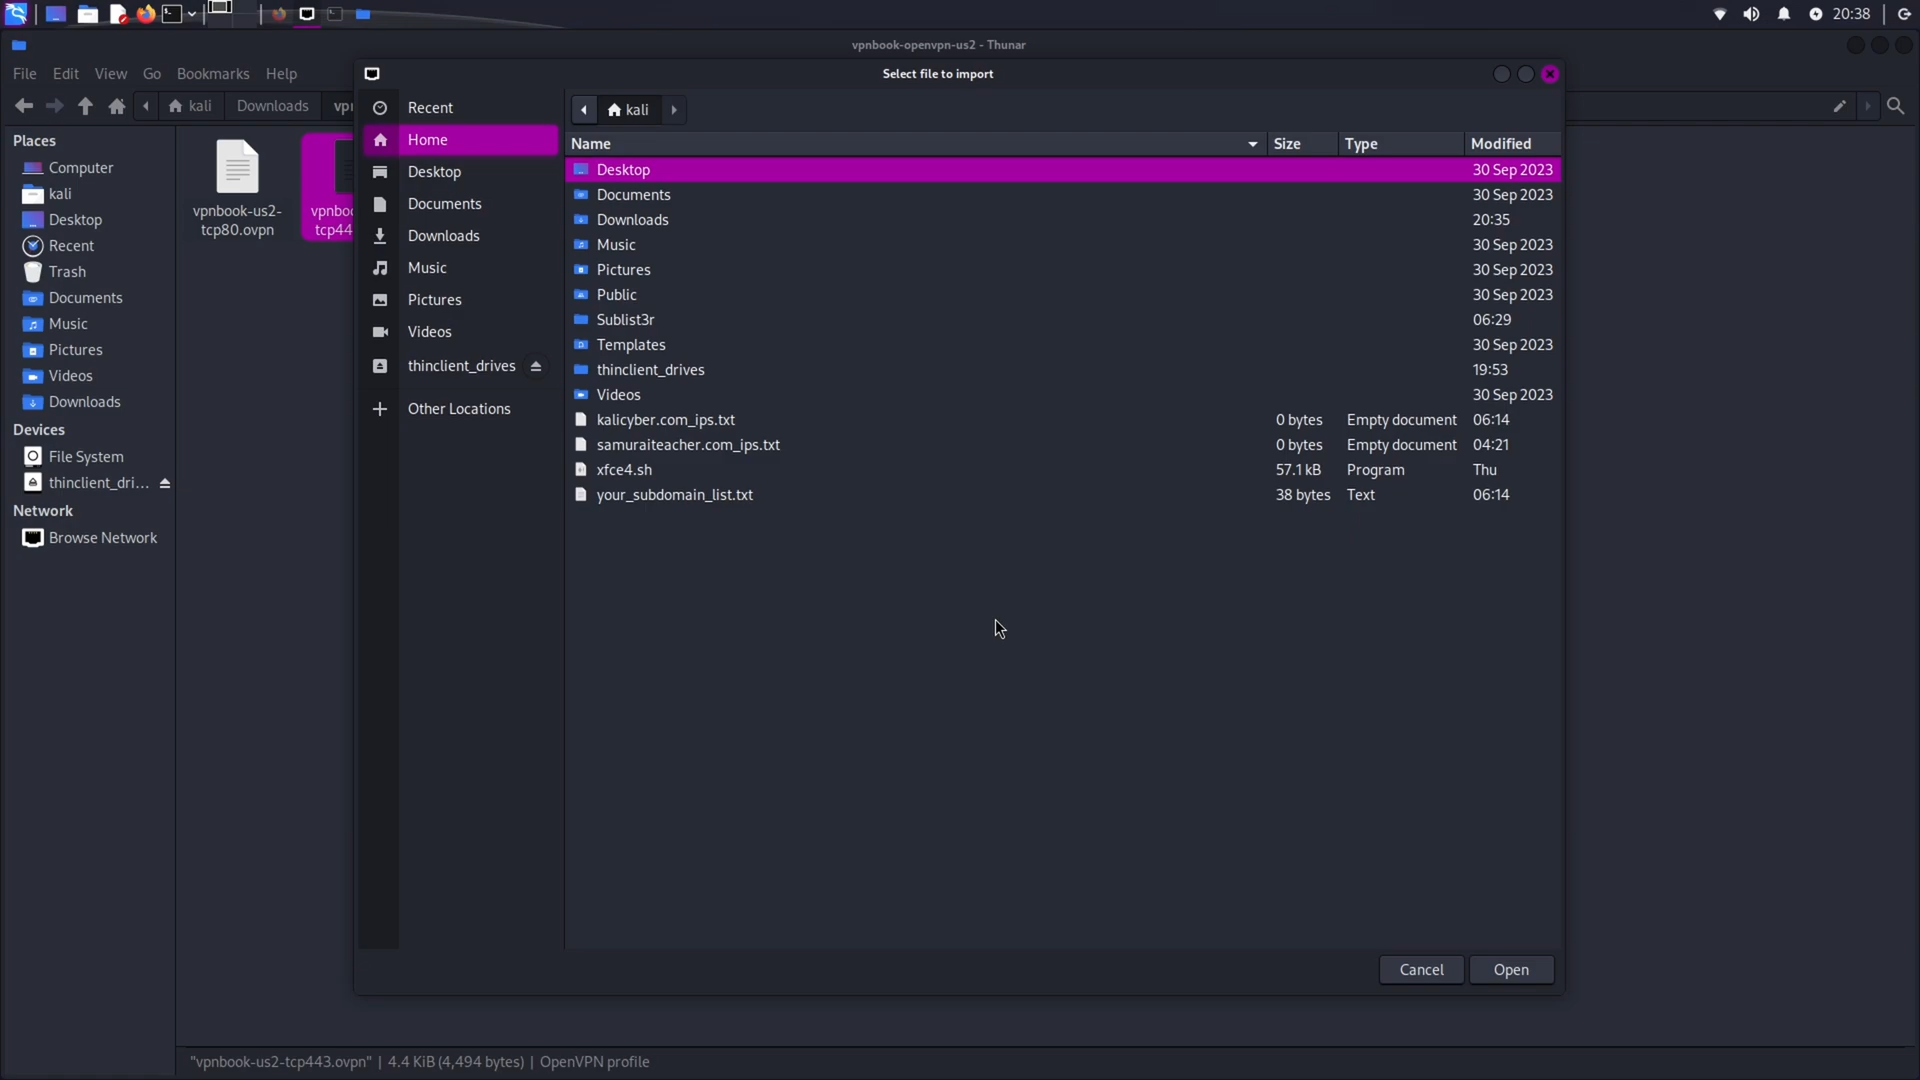 20:38
vpnbook-openvpn-us2 - Thunar
File Edit View Go Bookmarks Help
kali Downloads vpn
Places
Computer
kali
Desktop
Recent
Trash
Documents
Music
Pictures
Videos
Downloads
Devices
File System
thinclient_dri...
Network
Browse Network
vpnbook-us2-
tcp80.ovpn
vpnboo
tcp44
Select file to import
Recent
Home
Desktop
Documents
Downloads
Music
Pictures
Videos
thinclient_drives
Other Locations
kali
Name Size Type Modified
Desktop 30 Sep 2023
Documents 30 Sep 2023
Downloads 20:35
Music 30 Sep 2023
Pictures 30 Sep 2023
Public 30 Sep 2023
Sublist3r 06:29
Templates 30 Sep 2023
thinclient_drives 19:53
Videos 30 Sep 2023
kalicyber.com_ips.txt 0 bytes Empty document 06:14
samuraiteacher.com_ips.txt 0 bytes Empty document 04:21
xfce4.sh 57.1 kB Program Thu
your_subdomain_list.txt 38 bytes Text 06:14
Cancel Open
"vpnbook-us2-tcp443.ovpn" | 4.4 KiB (4,494 bytes) | OpenVPN profile